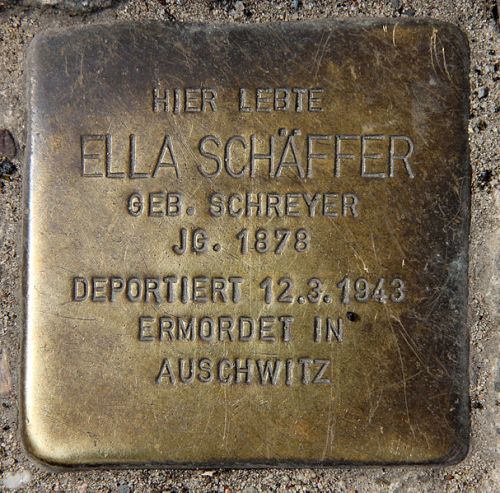 HIER LEBTE
ELLA SCHÄFFER
GEB. SCHREYER
JG. 1878
DEPORTIERT 12.3.1943
ERMORDET IN
AUSCHWITZ